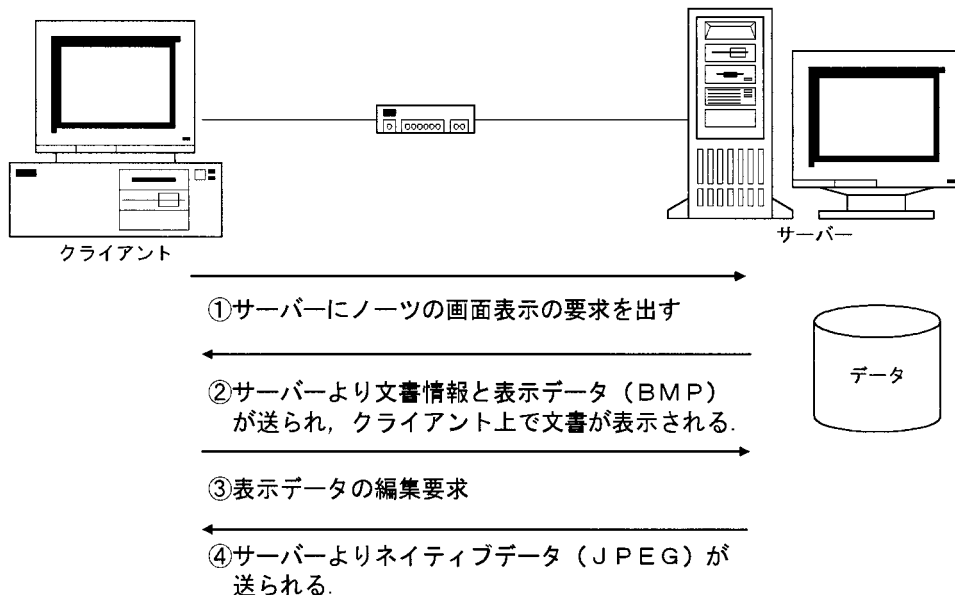 クライアント
サーバー
①サーバーにノーツの画面表示の要求を出す
データ
②サーバーより文書情報と表示データ（ＢＭＰ）
が送られ，クライアント上で文書が表示される．
③表示データの編集要求
④サーバーよりネイティブデータ（ＪＰＥＧ）が
送られる．